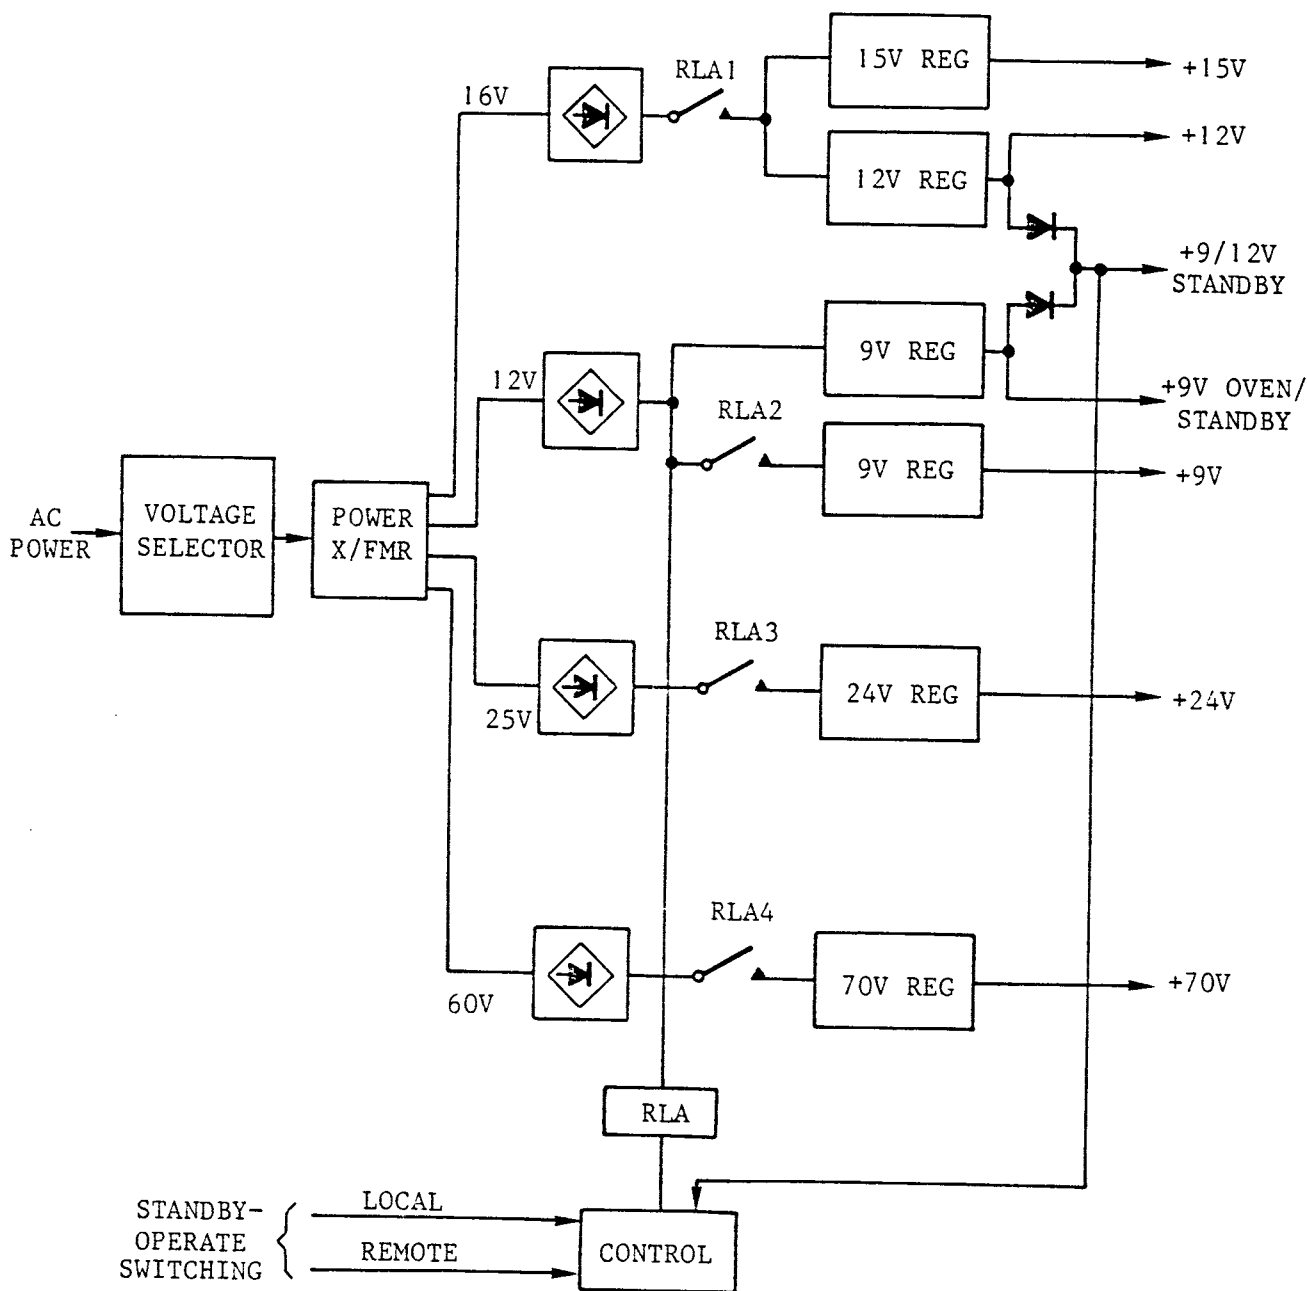 RLA1
15V REG
+15V
16V
+12V
12V REG
+9/12V
STANDBY
9V REG
12V
+9V OVEN/
STANDBY
RLA2
9V REG
+9V
AC
POWER
VOLTAGE
SELECTOR
POWER
X/FMR
RLA3
24V REG
+24V
25V
RLA4
70V REG
+70V
60V
RLA
STANDBY-
OPERATE
SWITCHING
LOCAL
REMOTE
CONTROL